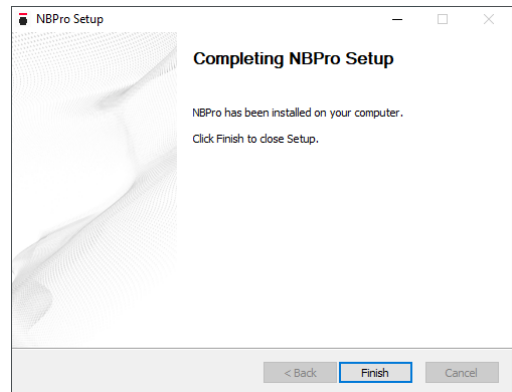 NBPro Setup
Completing NBPro Setup
NBPro has been installed on your computer.
Click Finish to close Setup.
< Back
Finish
Cancel